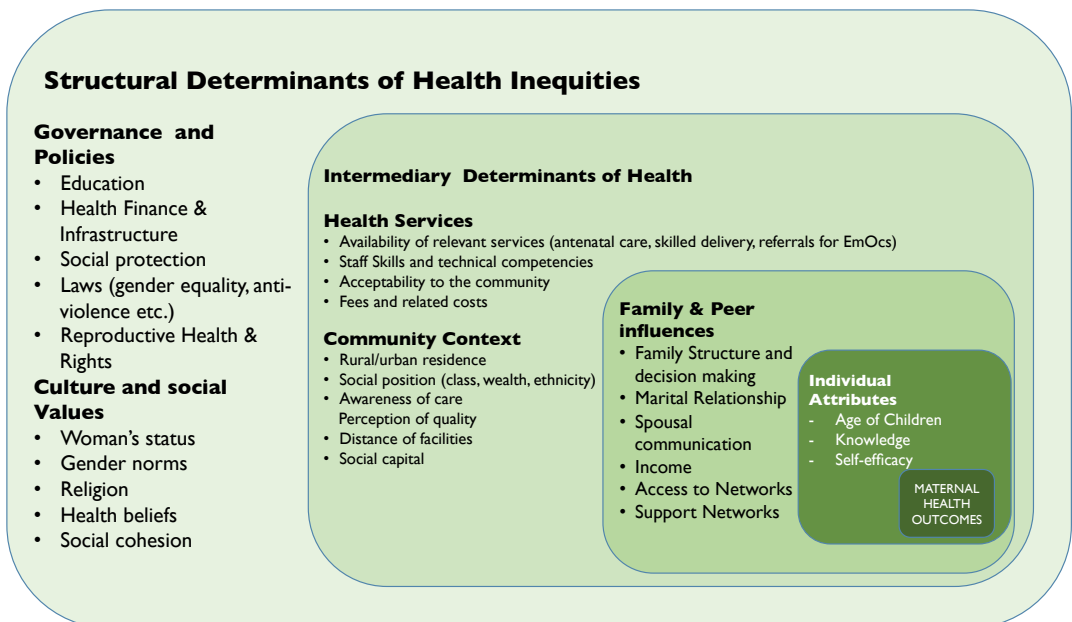 Structural Determinants of Health Inequities
Governance and
Policies
• Education
• Health Finance &
Infrastructure
• Social protection
• Laws (gender equality, anti-
violence etc.)
• Reproductive Health &
Rights
Culture and social
Values
• Woman's status
• Gender norms
• Religion
• Health beliefs
• Social cohesion
Intermediary Determinants of Health
Health Services
• Availability of relevant services (antenatal care, skilled delivery, referrals for EmOcs)
• Staff Skills and technical competencies
• Acceptability to the community
• Fees and related costs
Community Context
• Rural/urban residence
• Social position (class, wealth, ethnicity)
• Awareness of care
Perception of quality
• Distance of facilities
• Social capital
Family & Peer
influences
• Family Structure and
decision making
• Marital Relationship
• Spousal
communication
• Income
• Access to Networks
• Support Networks
Individual
Attributes
- Age of Children
- Knowledge
- Self-efficacy
MATERNAL
HEALTH
OUTCOMES